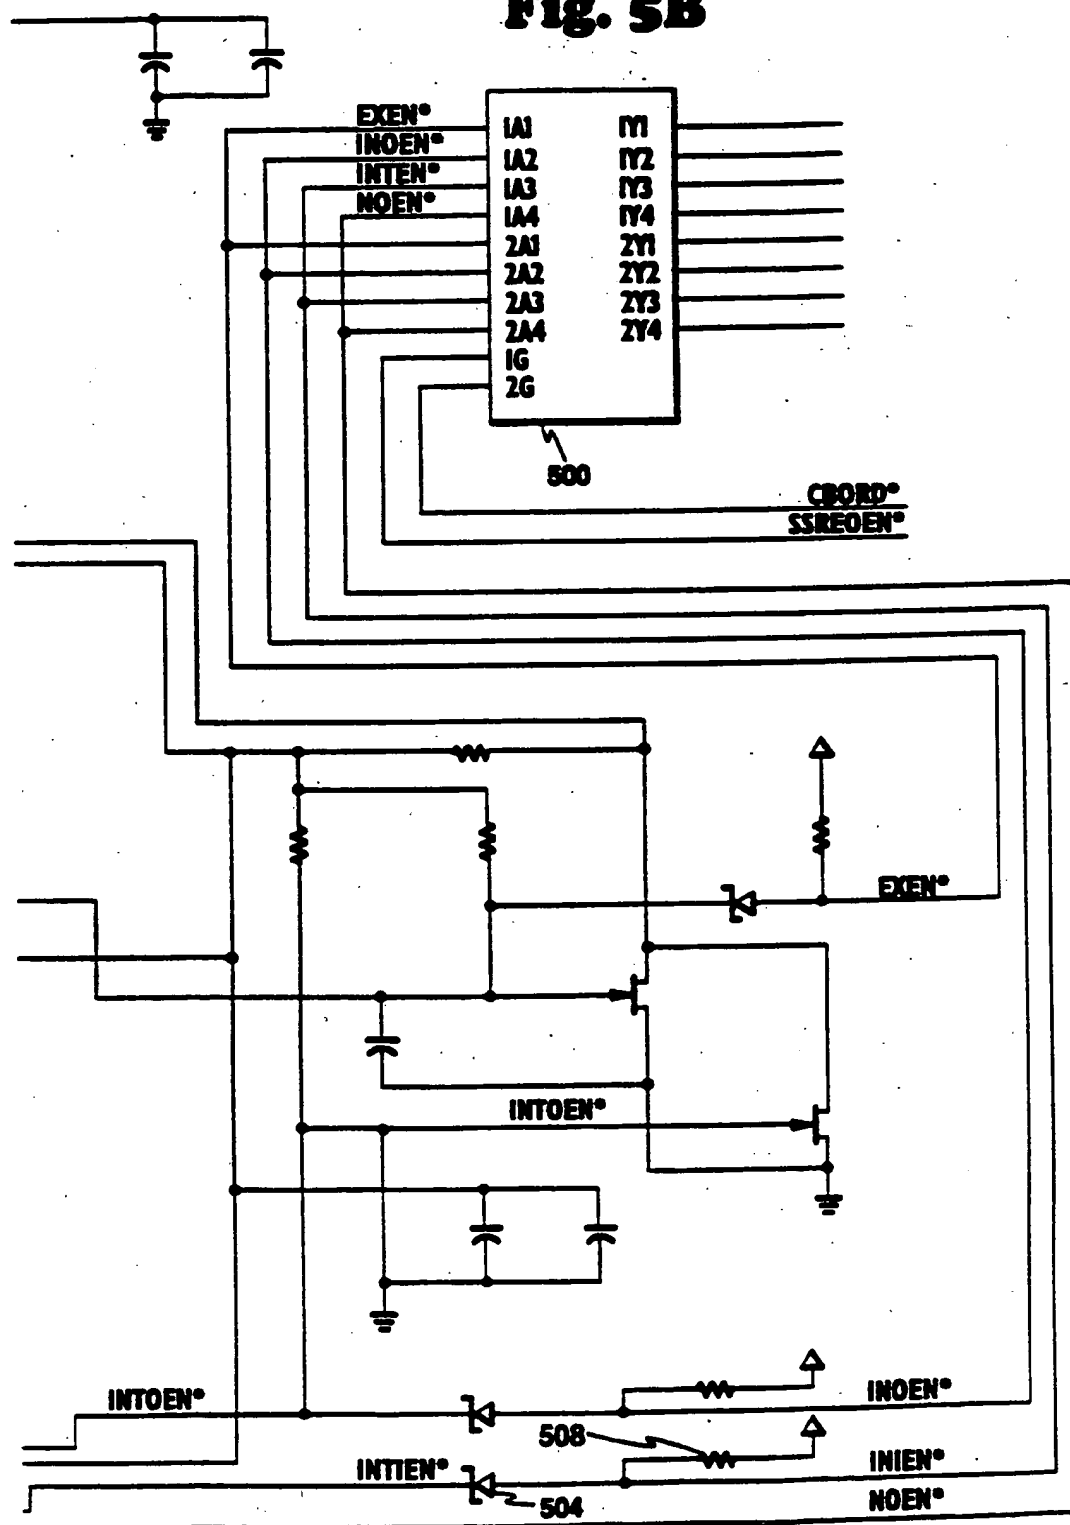 Fig. 5B
EXEN*
INOEN*
INTEN*
NOEN*
1A1 1Y1
1A2 1Y2
1A3 1Y3
1A4 1Y4
2A1 2Y1
2A2 2Y2
2A3 2Y3
2A4 2Y4
1G
2G
500
CBORD*
SSREOEN*
EXEN*
INTOEN*
INTOEN*
INOEN*
508
INTIEN*
INIEN*
504
NOEN*